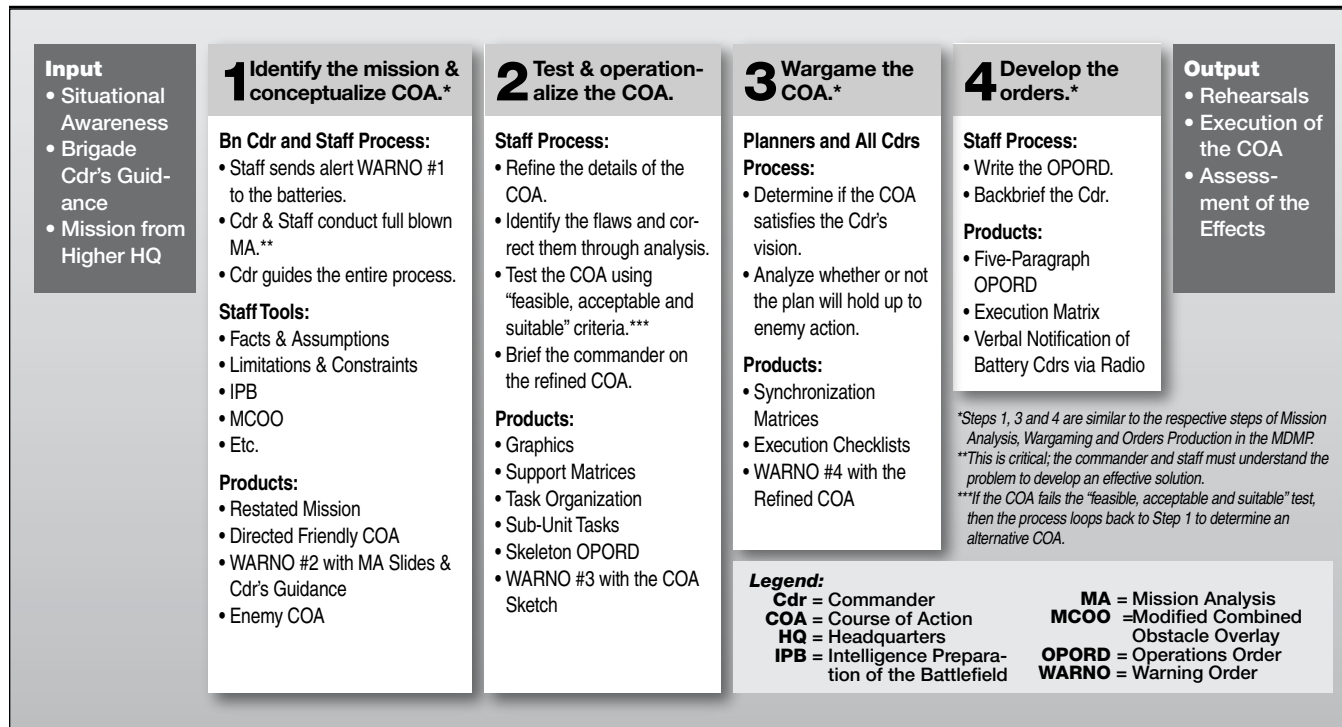 Input
• Situational
Awareness
• Brigade
Cdr's Guid-
ance
• Mission from
Higher HQ
1 Identify the mission &
conceptualize COA.*
Bn Cdr and Staff Process:
• Staff sends alert WARNO #1
to the batteries.
• Cdr & Staff conduct full blown
MA.**
• Cdr guides the entire process.
Staff Tools:
• Facts & Assumptions
• Limitations & Constraints
• IPB
• MCOO
• Etc.
Products:
• Restated Mission
• Directed Friendly COA
• WARNO #2 with MA Slides &
Cdr's Guidance
• Enemy COA
2 Test & operation-
alize the COA.
Staff Process:
• Refine the details of the
COA.
• Identify the flaws and cor-
rect them through analysis.
• Test the COA using
“feasible, acceptable and
suitable” criteria.***
• Brief the commander on
the refined COA.
Products:
• Graphics
• Support Matrices
• Task Organization
• Sub-Unit Tasks
• Skeleton OPORD
• WARNO #3 with the COA
Sketch
3 Wargame the
COA.*
Planners and All Cdrs
Process:
• Determine if the COA
satisfies the Cdr's
vision.
• Analyze whether or not
the plan will hold up to
enemy action.
Products:
• Synchronization
Matrices
• Execution Checklists
• WARNO #4 with the
Refined COA
4 Develop the
orders.*
Staff Process:
• Write the OPORD.
• Backbrief the Cdr.
Products:
• Five-Paragraph
OPORD
• Execution Matrix
• Verbal Notification of
Battery Cdrs via Radio
Output
• Rehearsals
• Execution of
the COA
• Assess-
ment of the
Effects
*Steps 1, 3 and 4 are similar to the respective steps of Mission
Analysis, Wargaming and Orders Production in the MDMP.
**This is critical; the commander and staff must understand the
problem to develop an effective solution.
***If the COA fails the “feasible, acceptable and suitable” test,
then the process loops back to Step 1 to determine an
alternative COA.
Legend:
Cdr = Commander
COA = Course of Action
HQ = Headquarters
IPB = Intelligence Prepara-
tion of the Battlefield
MA = Mission Analysis
MCOO =Modified Combined
Obstacle Overlay
OPORD = Operations Order
WARNO = Warning Order